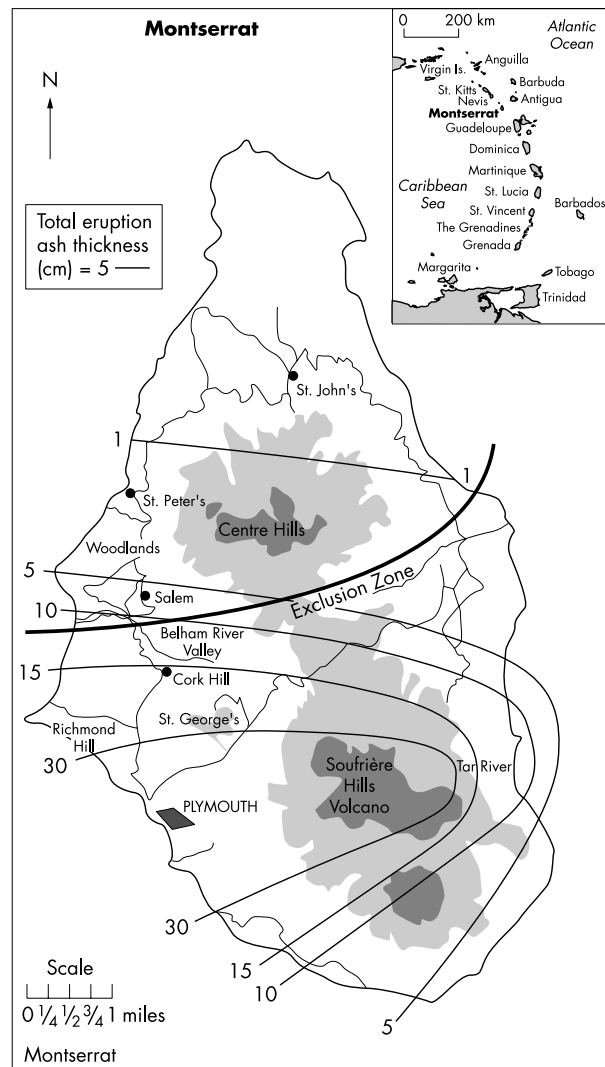 Montserrat
N
Total eruption
ash thickness
(cm) = 5
0 200 km
Atlantic
Ocean
Virgin Is.
Anguilla
Barbuda
St. Kitts
Nevis
Antigua
Montserrat
Guadeloupe
Dominica
Martinique
Caribbean
Sea
St. Lucia
St. Vincent
Barbados
The Grenadines
Grenada
Margarita
Tobago
Trinidad
St. John's
1
1
St. Peter's
Centre Hills
Woodlands
5
Exclusion Zone
Salem
10
Belham River
Valley
15
Cork Hill
St. George's
Richmond
Hill
30
Soufrière
Hills
Volcano
Tar River
PLYMOUTH
30
15
10
5
Scale
0 ¼ ½ ¾ 1 miles
Montserrat